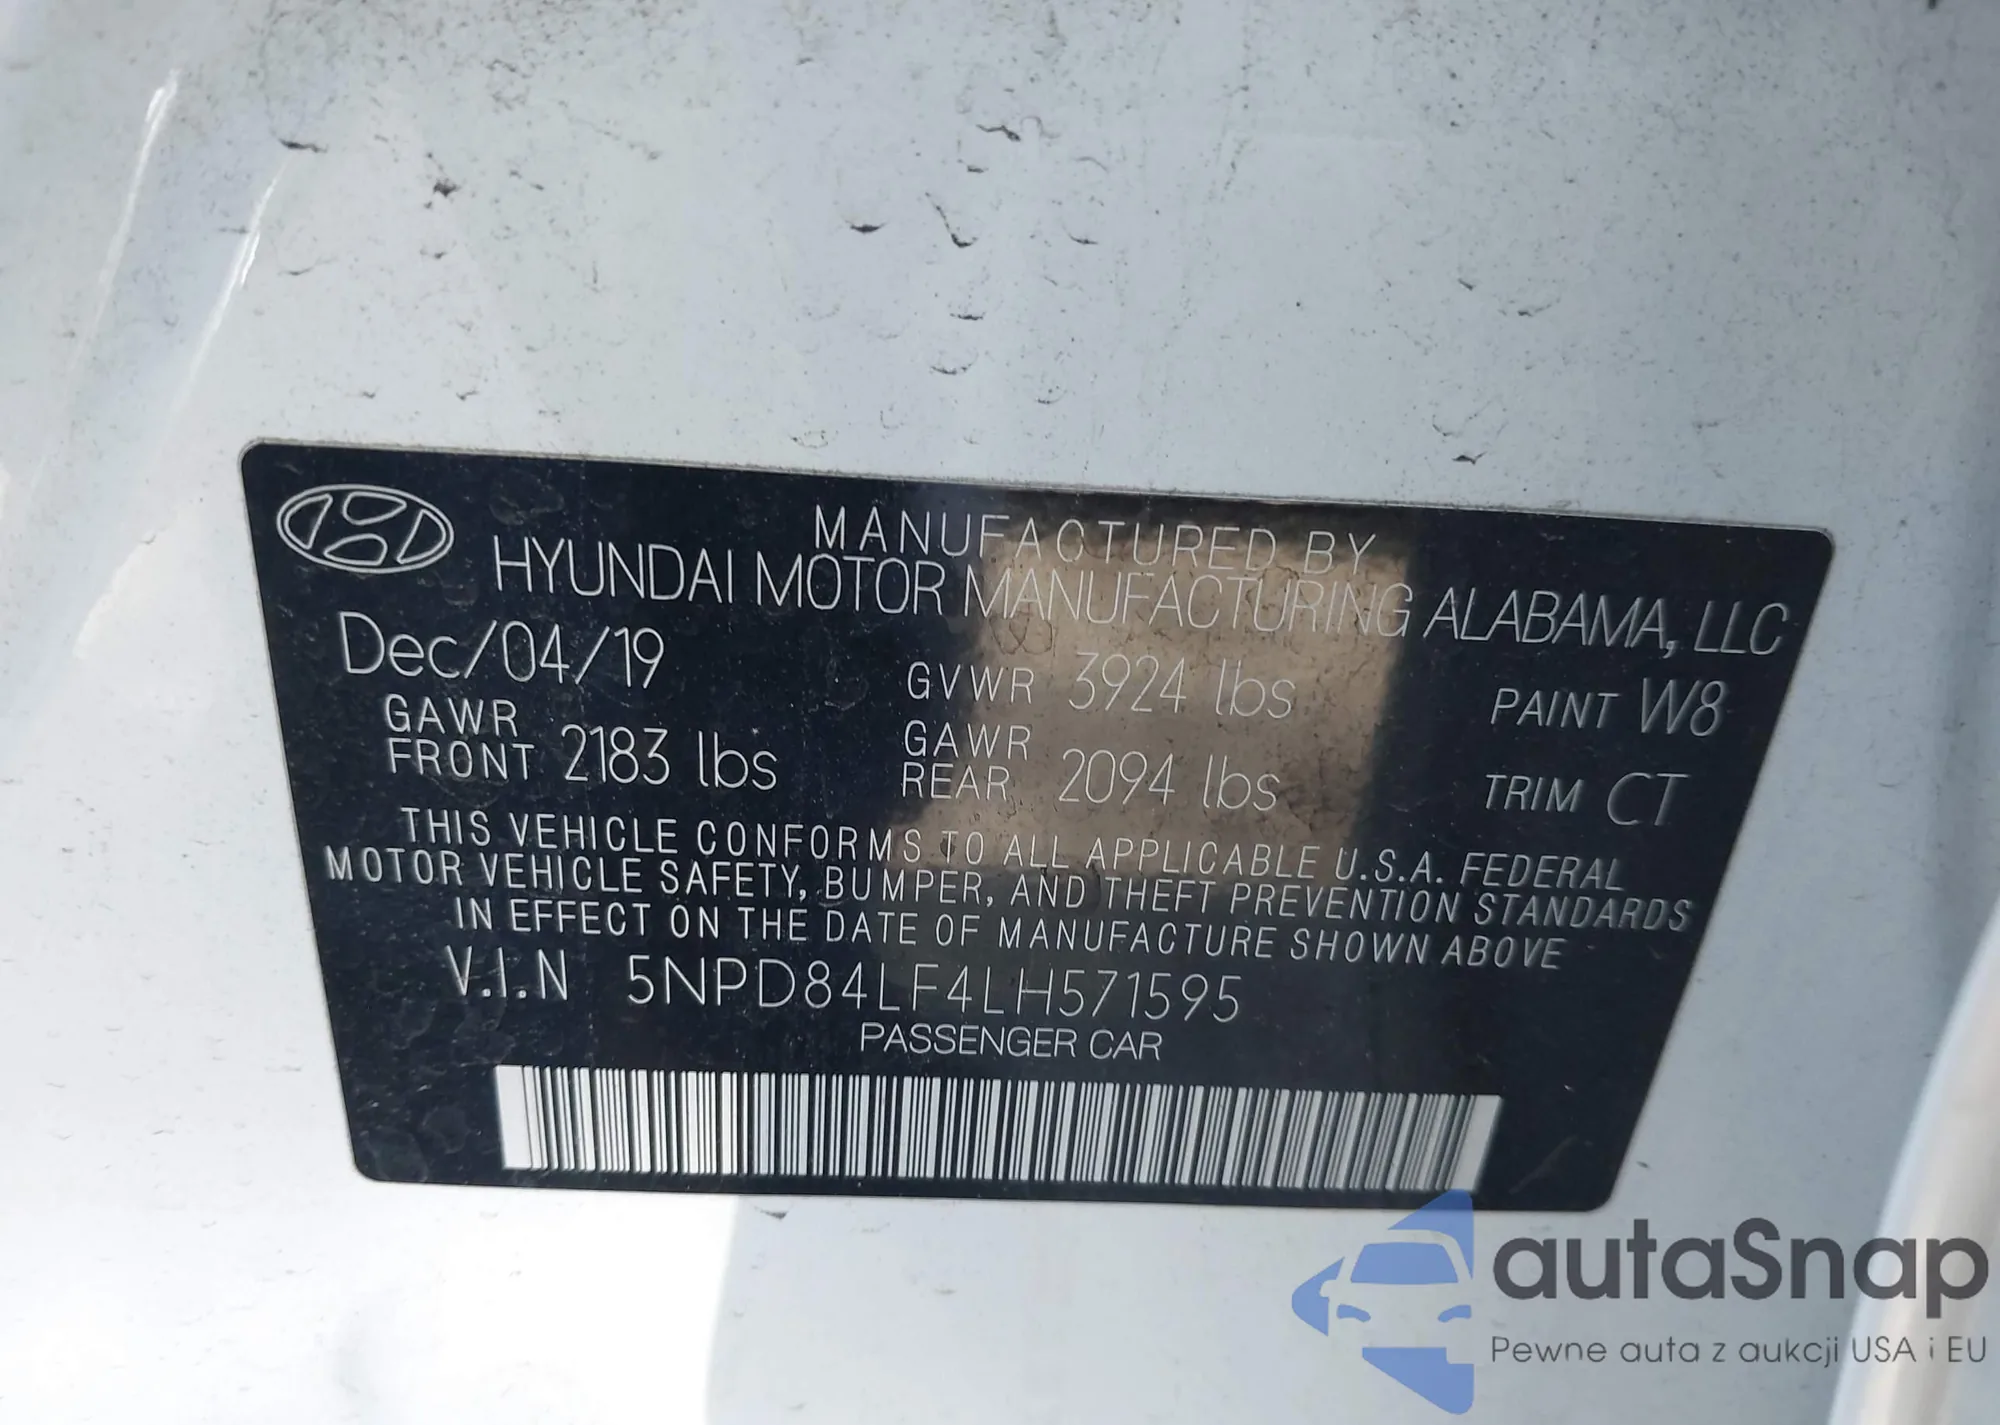 MANUFACTURED BY
HYUNDAI MOTOR MANUFACTURING ALABAMA, LLC
Dec/04/19 GVWR 3924 lbs PAINT W8
GAWR FRONT 2183 lbs GAWR REAR 2094 lbs TRIM CT
THIS VEHICLE CONFORMS TO ALL APPLICABLE U.S.A. FEDERAL
MOTOR VEHICLE SAFETY, BUMPER, AND THEFT PREVENTION STANDARDS
IN EFFECT ON THE DATE OF MANUFACTURE SHOWN ABOVE
V.I.N 5NPD84LF4LH571595
PASSENGER CAR
autaSnap
Pewne auta z aukcji USA i EU